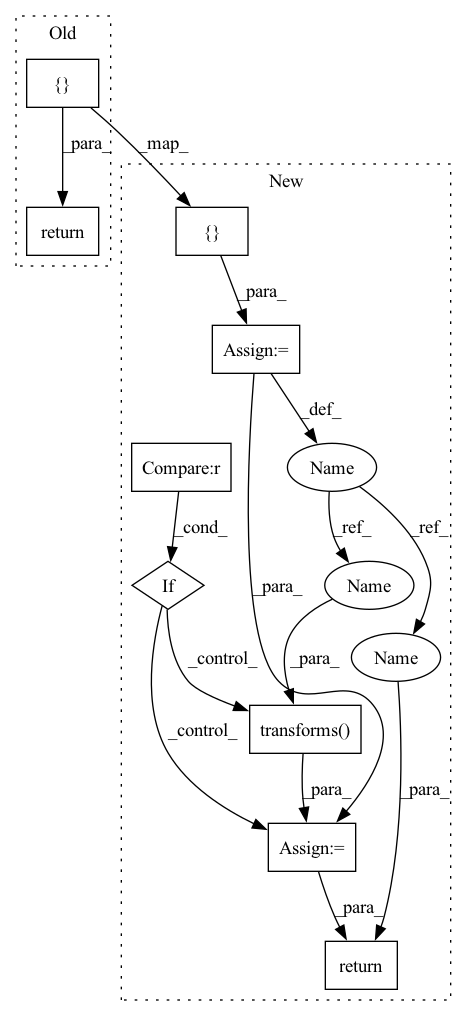 Old
{}
_para_
_map_
return
New
{}
_para_
Assign:=
_def_
Compare:r
Name
_cond_
_ref_
_ref_
If
_para_
Name
Name
_control_
_para_
_control_
transforms()
_para_
_para_
Assign:=
_para_
return